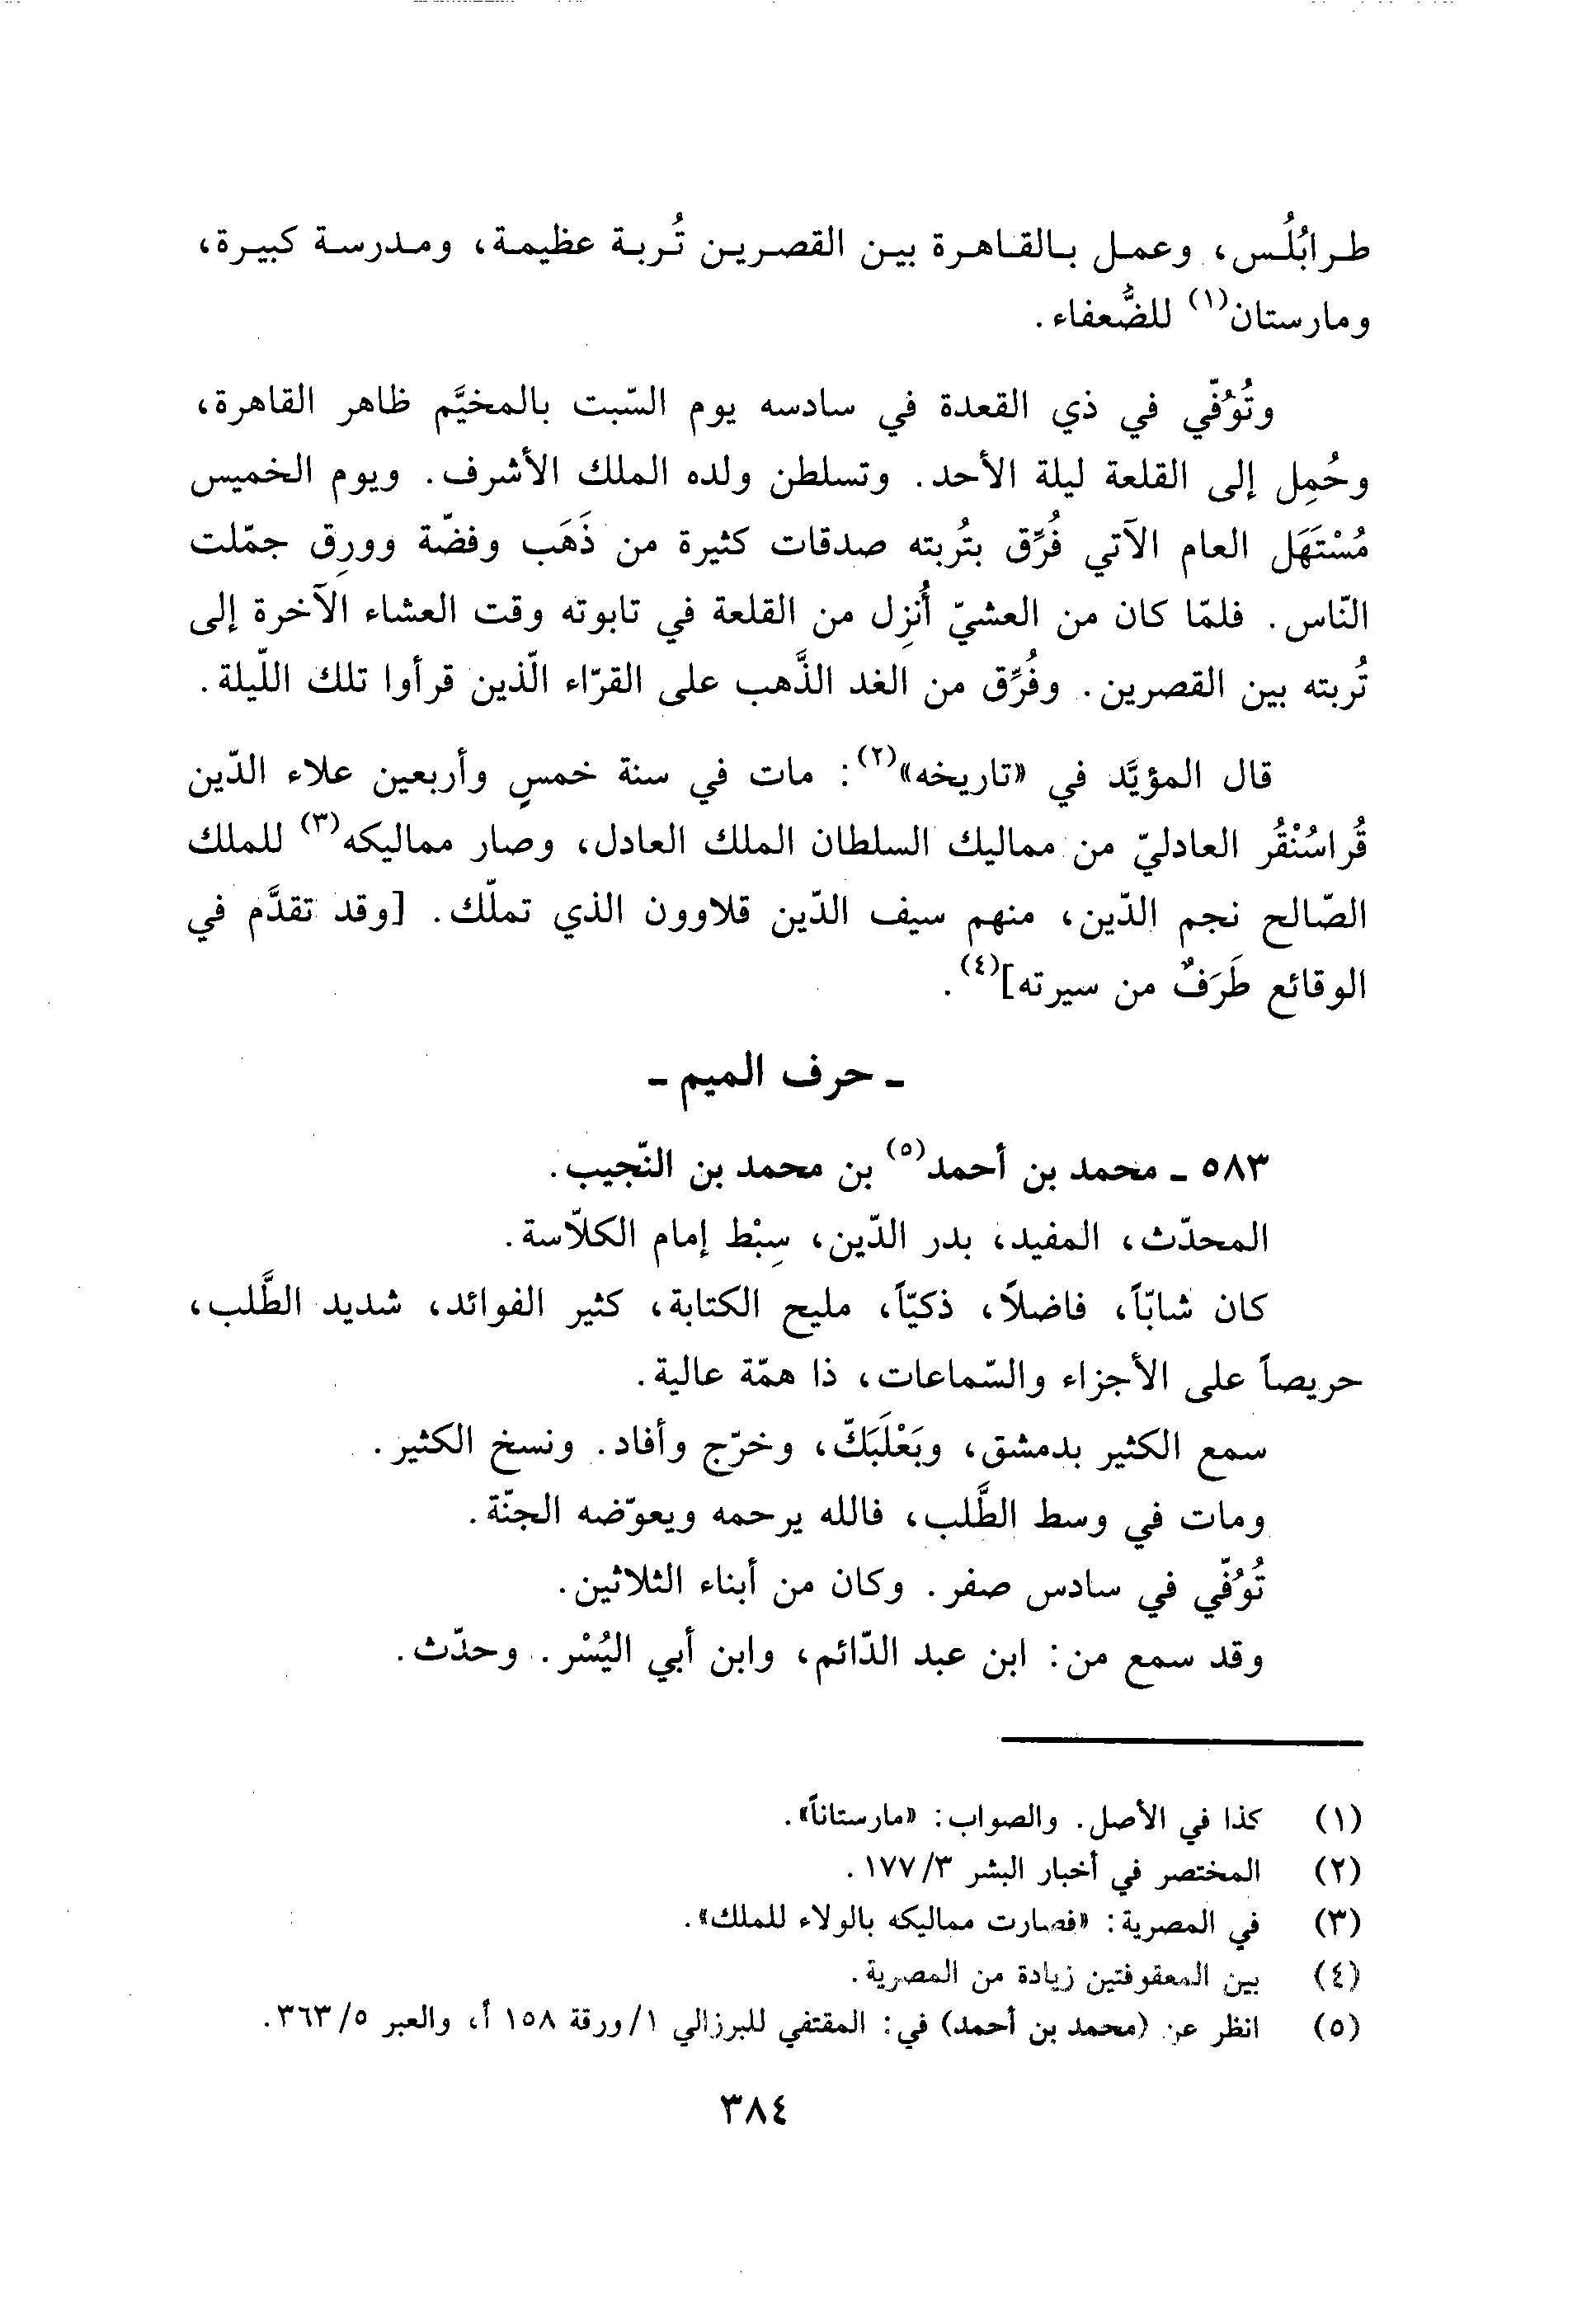 طرابُلُس، وعمل بالقاهرة بين القصرين تُربة عظيمة، ومدرسة كبيرة،
ومارستان(١) للضُّعفاء.
وتُوُفّي في ذي القعدة في سادسه يوم السّبت بالمخيَّم ظاهر القاهرة،
وحُمِل إلى القلعة ليلة الأحد. وتسلطن ولده الملك الأشرف. ويوم الخميس
مُسْتَهَل العام الآتي فُرِّق بتُربته صدقات كثيرة من ذَهَب وفضّة وورِق جمّلت
النّاس. فلمّا كان من العشيّ أُنزِل من القلعة في تابوته وقت العشاء الآخرة إلى
تُربته بين القصرين. وفُرِّق من الغد الذَّهب على القرّاء الّذين قرأوا تلك اللّيلة.
قال المؤيَّد في «تاريخه»(٢): مات في سنة خمسٍ وأربعين علاء الدّين
قُراسُنْقُر العادليّ من مماليك السلطان الملك العادل، وصار مماليكه(٣) للملك
الصّالح نجم الدّين، منهم سيف الدّين قلاوون الذي تملّك. [وقد تقدَّم في
الوقائع طَرَفٌ من سيرته](٤).
ـ حرف الميم ـ
٥٨٣ ـ محمد بن أحمد(٥) بن محمد بن النّجيب.
المحدّث، المفيد، بدر الدّين، سِبْط إمام الكلاّسة.
كان شابّاً، فاضلاً، ذكيّاً، مليح الكتابة، كثير الفوائد، شديد الطَّلب،
حريصاً على الأجزاء والسّماعات، ذا همّة عالية.
سمع الكثير بدمشق، وبَعْلَبَكّ، وخرّج وأفاد. ونسخ الكثير.
ومات في وسط الطَّلب، فالله يرحمه ويعوّضه الجنّة.
تُوُفّي في سادس صفر. وكان من أبناء الثلاثين.
وقد سمع من: ابن عبد الدّائم، وابن أبي اليُسْر. وحدّث.
(١) كذا في الأصل. والصواب: «مارستاناً».
(٢) المختصر في أخبار البشر ٣/١٧٧.
(٣) في المصرية: «فصارت مماليكه بالولاء للملك».
(٤) بين المعقوفتين زيادة من المصرية.
(٥) انظر عن (محمد بن أحمد) في: المقتفي للبرزالي ١/ورقة ١٥٨ أ، والعبر ٥/٣٦٣.
٣٨٤